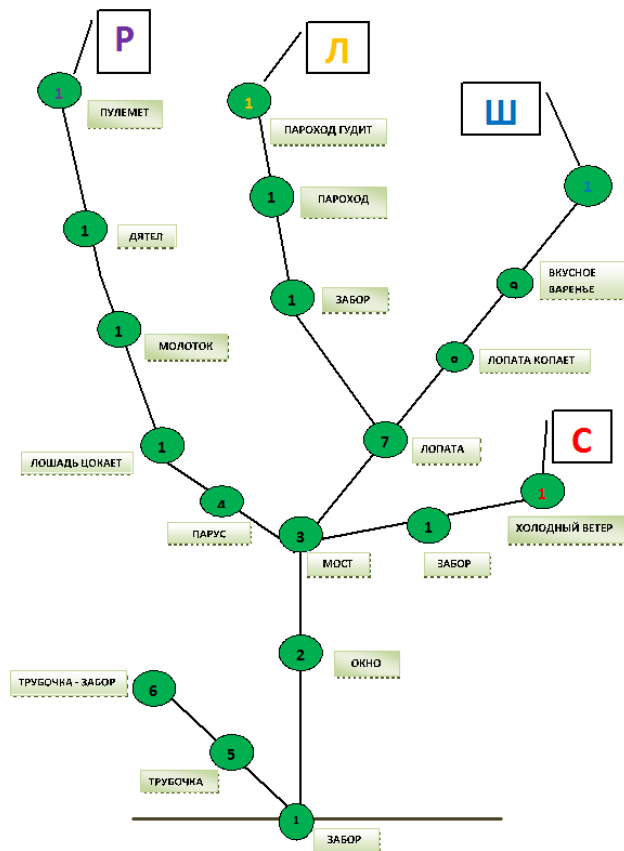 Р
Л
Ш
1
ПУЛЕМЕТ
1
ПАРОХОД ГУДИТ
1
ПАРОХОД
1
1
ДЯТЕЛ
ВКУСНОЕ
ВАРЕНЬЕ
9
1
ЗАБОР
1
МОЛОТОК
8
ЛОПАТА КОПАЕТ
1
ЛОШАДЬ ЦОКАЕТ
7
ЛОПАТА
С
4
ПАРУС
3
МОСТ
1
ЗАБОР
1
ХОЛОДНЫЙ ВЕТЕР
2
ОКНО
ТРУБОЧКА - ЗАБОР
6
5
ТРУБОЧКА
1
ЗАБОР